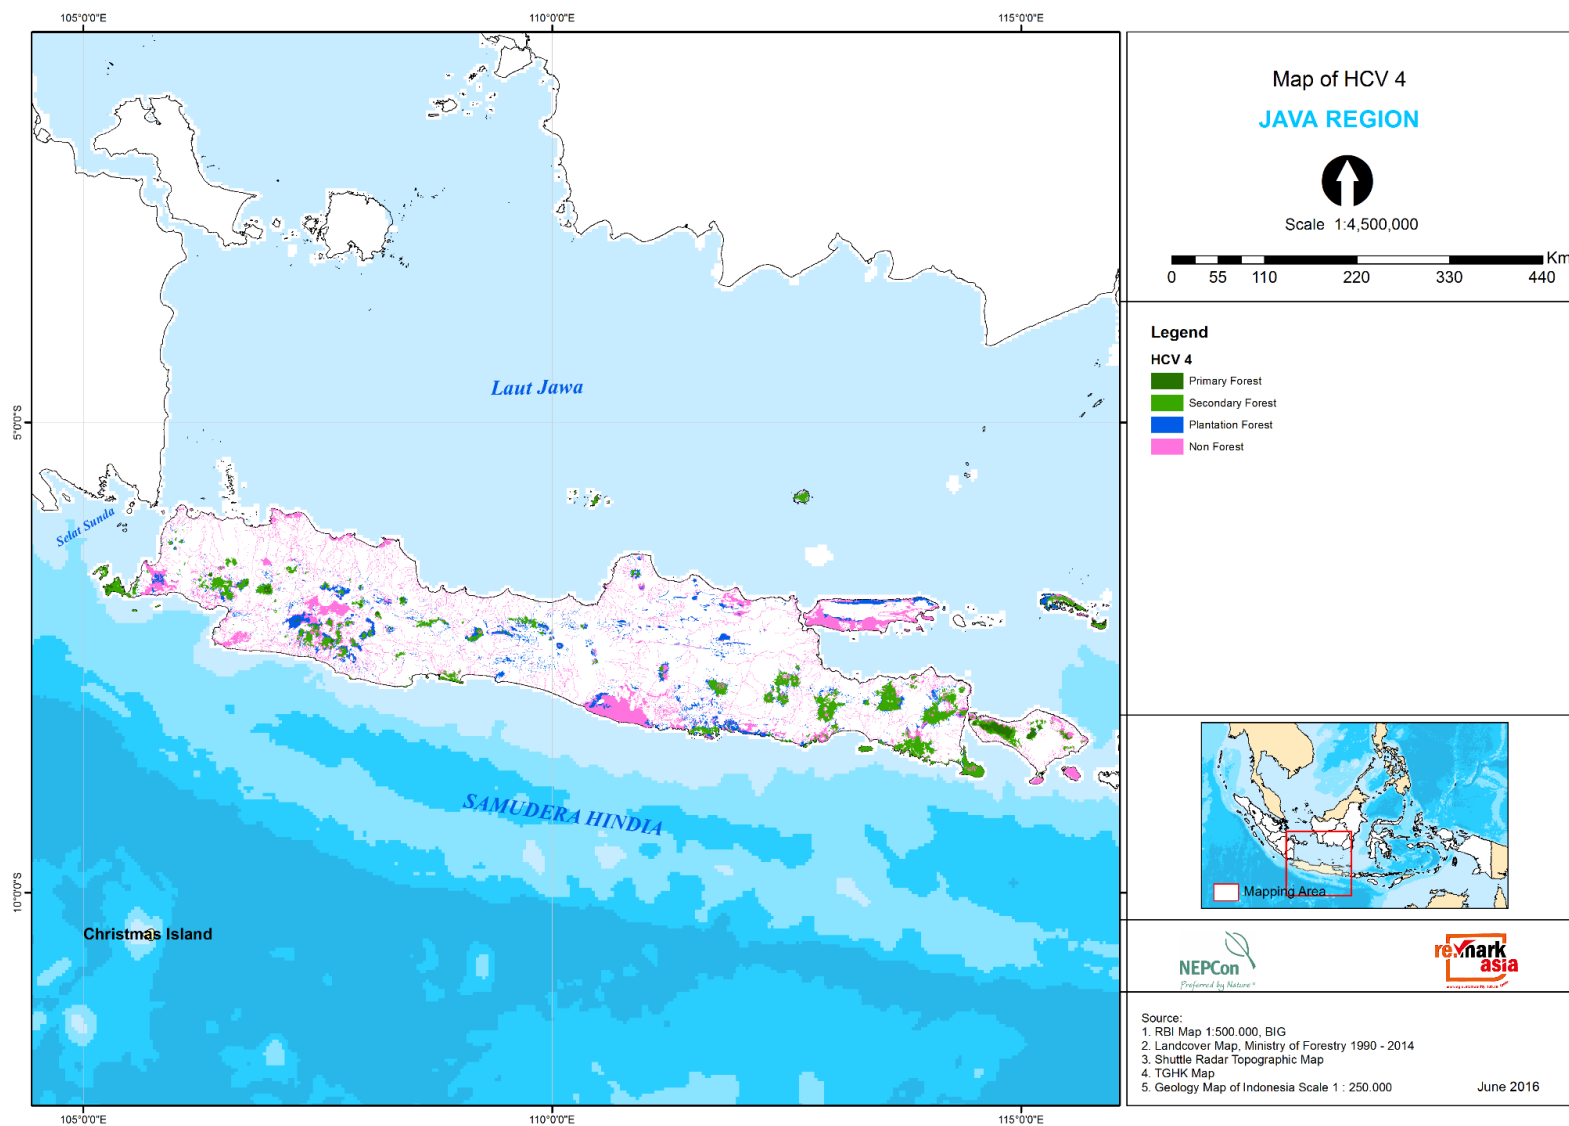 105°0'0"E
110°0'0"E
115°0'0"E
Map of HCV 4
JAVA REGION
Scale 1:4,500,000
Km
0 55 110 220 330 440
Legend
HCV 4
Primary Forest
Secondary Forest
Plantation Forest
Non Forest
Laut Jawa
5°0'0"S
Selat Sunda
SAMUDERA HINDIA
10°0'0"S
Christmas Island
Mapping Area
NEPCon
Preferred by Nature
re:mark
asia
Source:
1. RBI Map 1:500.000, BIG
2. Landcover Map, Ministry of Forestry 1990 - 2014
3. Shuttle Radar Topographic Map
4. TGHK Map
5. Geology Map of Indonesia Scale 1 : 250.000
June 2016
105°0'0"E
110°0'0"E
115°0'0"E